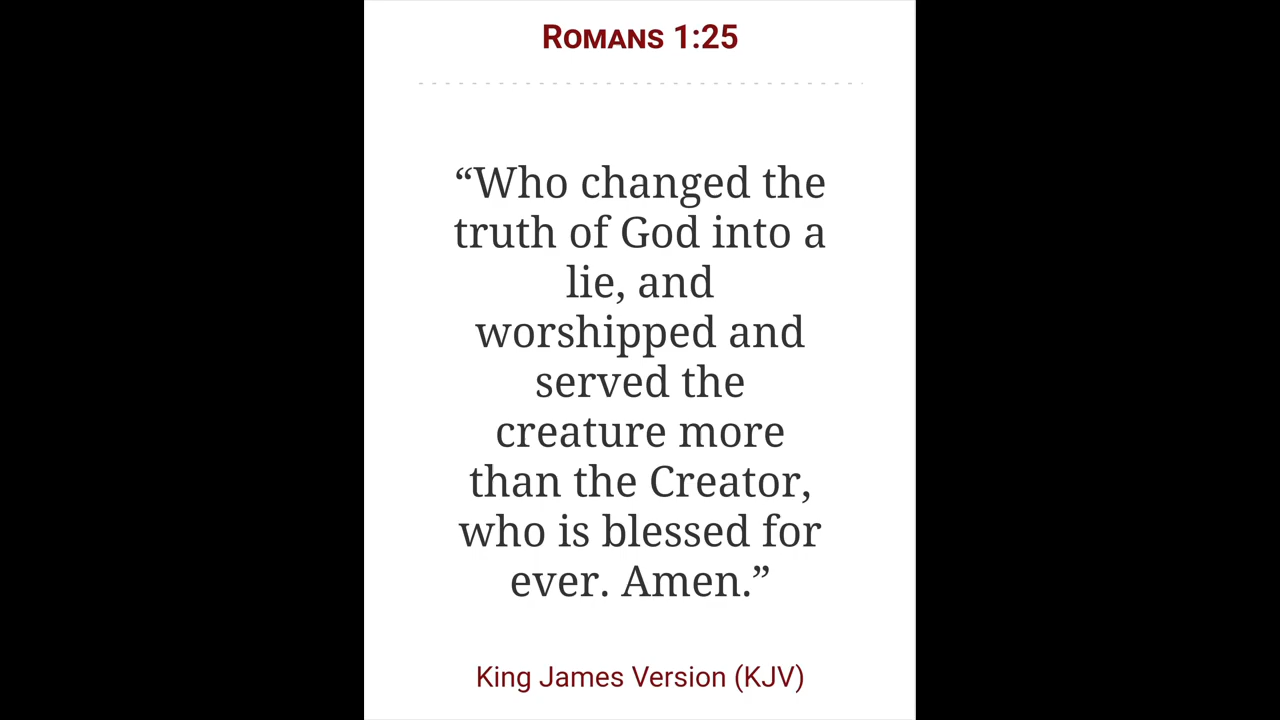 Romans 1:25
“Who changed the
truth of God into a
lie, and
worshipped and
served the
creature more
than the Creator,
who is blessed for
ever. Amen.”
King James Version (KJV)